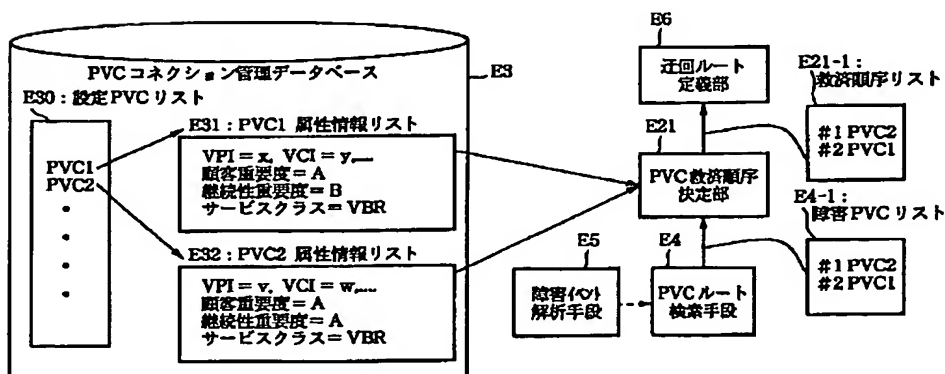 PVCコネクション管理データベース
E3
E30：設定PVCリスト
PVC1
PVC2
E31：PVC1 属性情報リスト
VPI＝x, VCI＝y,....
顧客重要度＝A
継続性重要度＝B
サービスクラス＝VBR
E32：PVC2 属性情報リスト
VPI＝v, VCI＝w,....
顧客重要度＝A
継続性重要度＝A
サービスクラス＝VBR
E6
迂回ルート
定義部
E21
PVC救済順序
決定部
E21-1：
救済順序リスト
#1 PVC2
#2 PVC1
E4-1：
障害PVCリスト
#1 PVC2
#2 PVC1
E5
障害イベント
解析手段
E4
PVCルート
検索手段